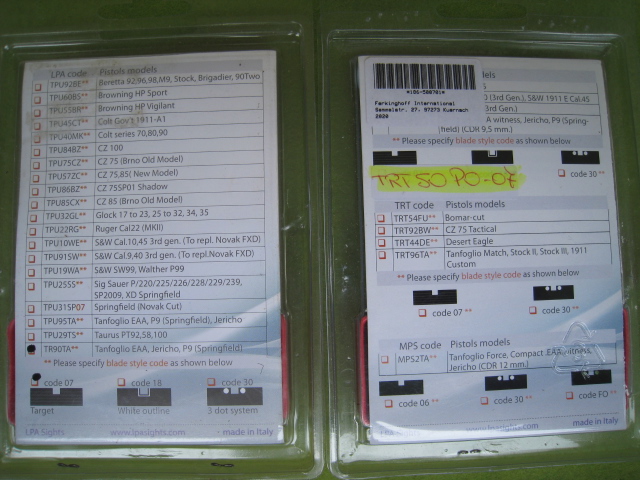 LPA code Pistols models
TPU92BE** Beretta 92,96,98,M9, Stock, Brigadier, 90Two
TPU60BS** Browning HP Sport
TPU55BR** Browning HP Vigilant
TPU45CT** Colt Gov't 1911-A1
TPU40MK** Colt series 70,80,90
TPU84BZ** CZ 100
TPU75CZ** CZ 75 (Brno Old Model)
TPU57ZC** CZ 75,85( New Model)
TPU86BZ** CZ 75SP01 Shadow
TPU85CX** CZ 85 (Brno Old Model)
TPU32GL** Glock 17 to 23, 25 to 32, 34, 35
TPU22RG** Ruger Cal22 (MKII)
TPU10WE** S&W Cal.10,45 3rd gen. (To repl. Novak FXD)
TPU91SW** S&W Cal.9,40 3rd gen. (To repl.Novak FXD)
TPU19WA** S&W SW99, Walther P99
TPU25SS** Sig Sauer P/220/225/226/228/229/239,
SP2009, XD Springfield
TPU31SP07 Springfield (Novak Cut)
TPU95TA** Tanfoglio EAA, P9 (Springfield), Jericho
TPU29TS** Taurus PT92,58,100
TR90TA** Tanfoglio EAA, Jericho, P9 (Springfield)
** Please specify blade style code as shown below
code 07 code 18 code 30
Target White outline 3 dot system
LPA Sights www.lpasights.com • made in Italy
Farkinghoff International
97273 Kuernach
2020
odels
(3rd Gen.), S&W 1911 E Cal.45
3rd Gen.)
A witness, Jericho, P9 (Spring-
field) (CDR 9,5 mm.)
** Please specify blade style code as shown below
code 30 **
TRT 50 PO-07
TRT code Pistols models
TRT54FU** Bomar-cut
TRT92BW** CZ 75 Tactical
TRT44DE** Desert Eagle
TRT96TA** Tanfoglio Match, Stock II, Stock III, 1911
Custom
** Please specify blade style code as shown below
code 07 ** code 30 **
MPS code Pistols models
MPS2TA** Tanfoglio Force, Compact EAA witness,
Jericho (CDR 12 mm.)
code 06 ** code 30 ** code FO **
www.lpasights.com • made in Italy